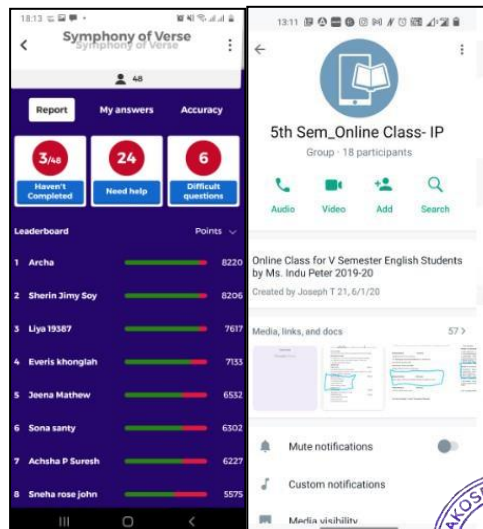 18:13
Symphony of Verse
Symphony of Verse
48
Report My answers Accuracy
3/48
Haven't
Completed
24
Need help
6
Difficult
questions
Leaderboard Points
1 Archa 8220
2 Sherin Jimy Soy 8206
3 Liya 19387 7617
4 Everis khonglah 7133
5 Jeena Mathew 6532
6 Sona santy 6302
7 Achsha P Suresh 6227
8 Sneha rose john 5575
13:11
5th Sem_Online Class- IP
Group · 18 participants
Audio Video Add Search
Online Class for V Semester English Students
by Ms. Indu Peter 2019-20
Created by Joseph T 21, 6/1/20
Media, links, and docs 57 >
Mute notifications
Custom notifications
Media visibility